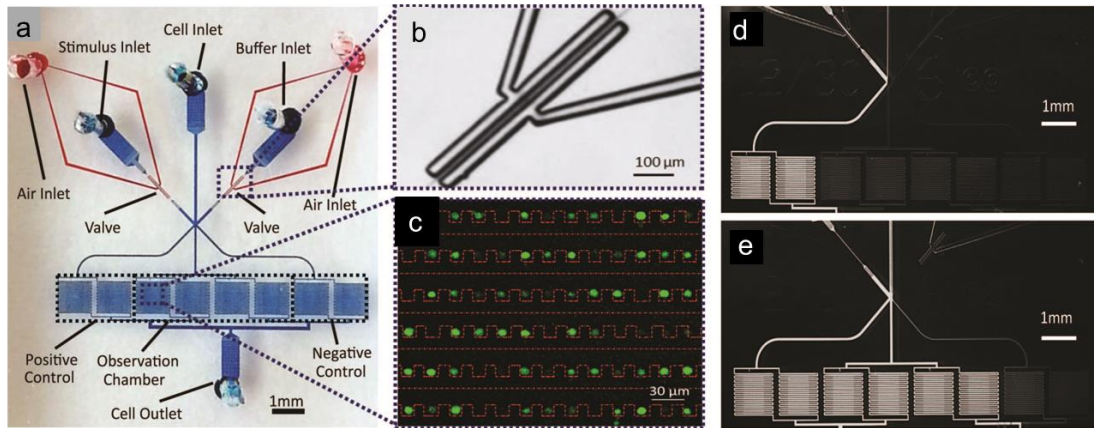 a
Stimulus Inlet
Cell Inlet
Buffer Inlet
Air Inlet
Valve
Valve
Air Inlet
Positive Control
Observation Chamber
Cell Outlet
Negative Control
1mm
b
100 µm
c
30 µm
d
1mm
e
1mm